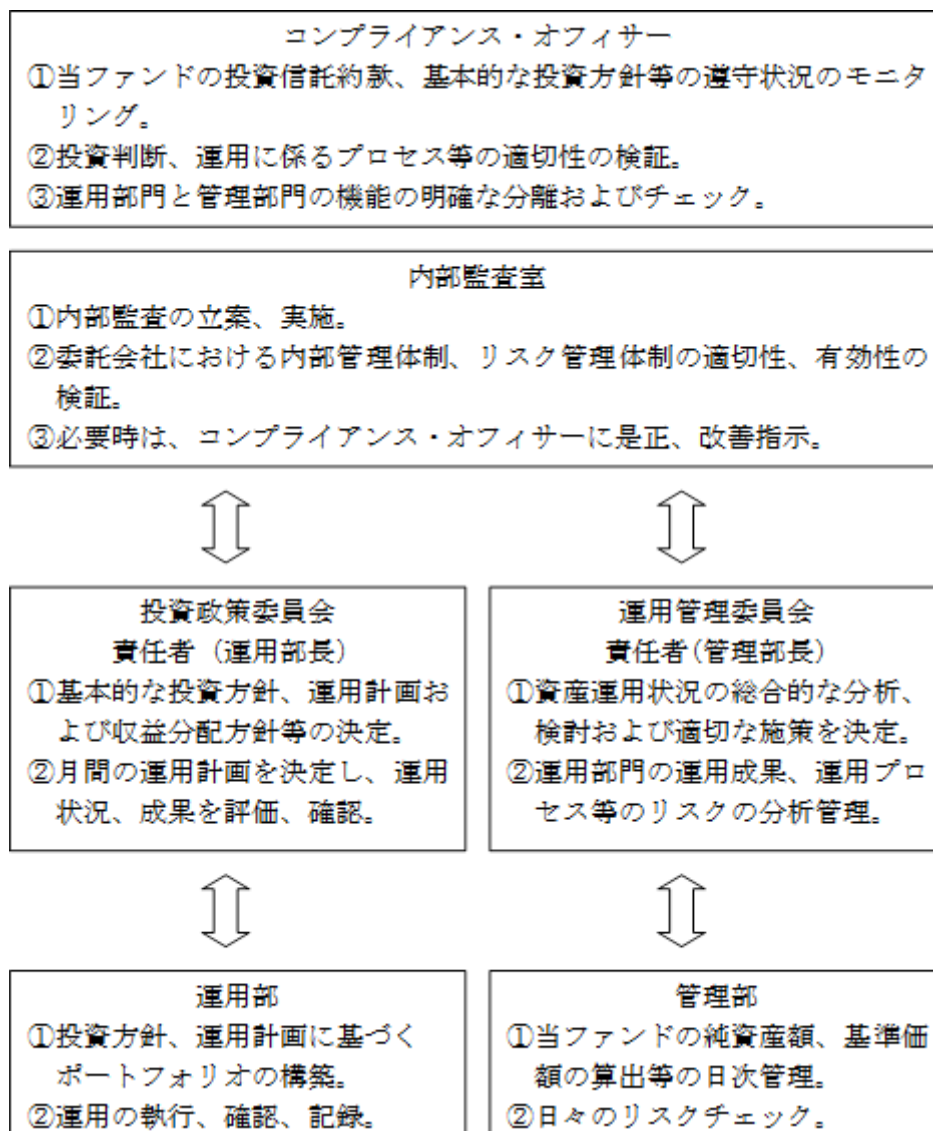 コンプライアンス・オフィサー
①当ファンドの投資信託約款、基本的な投資方針等の遵守状況のモニタ
リング。
②投資判断、運用に係るプロセス等の適切性の検証。
③運用部門と管理部門の機能の明確な分離およびチェック。
内部監査室
①内部監査の立案、実施。
②委託会社における内部管理体制、リスク管理体制の適切性、有効性の
検証。
③必要時は、コンプライアンス・オフィサーに是正、改善指示。
投資政策委員会
責任者（運用部長）
①基本的な投資方針、運用計画お
よび収益分配方針等の決定。
②月間の運用計画を決定し、運用
状況、成果を評価、確認。
運用管理委員会
責任者(管理部長)
①資産運用状況の総合的な分析、
検討および適切な施策を決定。
②運用部門の運用成果、運用プロ
セス等のリスクの分析管理。
運用部
①投資方針、運用計画に基づく
ポートフォリオの構築。
②運用の執行、確認、記録。
管理部
①当ファンドの純資産額、基準価
額の算出等の日次管理。
②日々のリスクチェック。